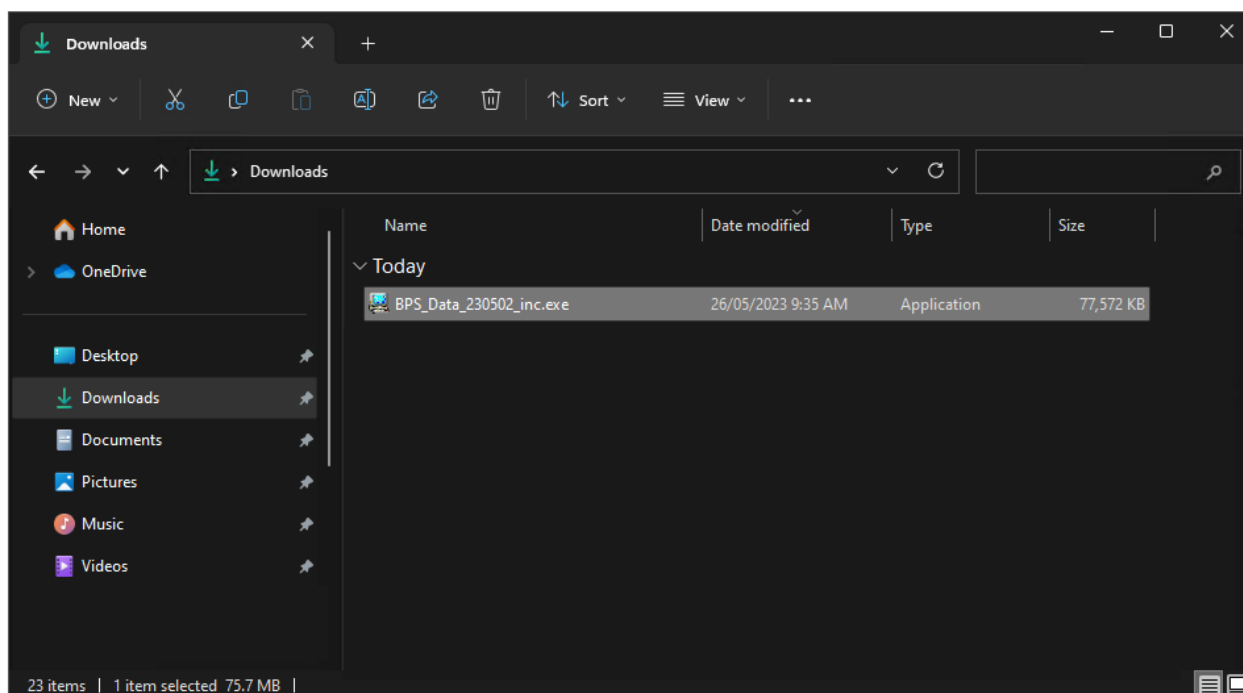 Downloads
New
Sort
View
Downloads
Home
OneDrive
Desktop
Downloads
Documents
Pictures
Music
Videos
Name Date modified Type Size
Today
BPS_Data_230502_inc.exe 26/05/2023 9:35 AM Application 77,572 KB
23 items | 1 item selected 75.7 MB |